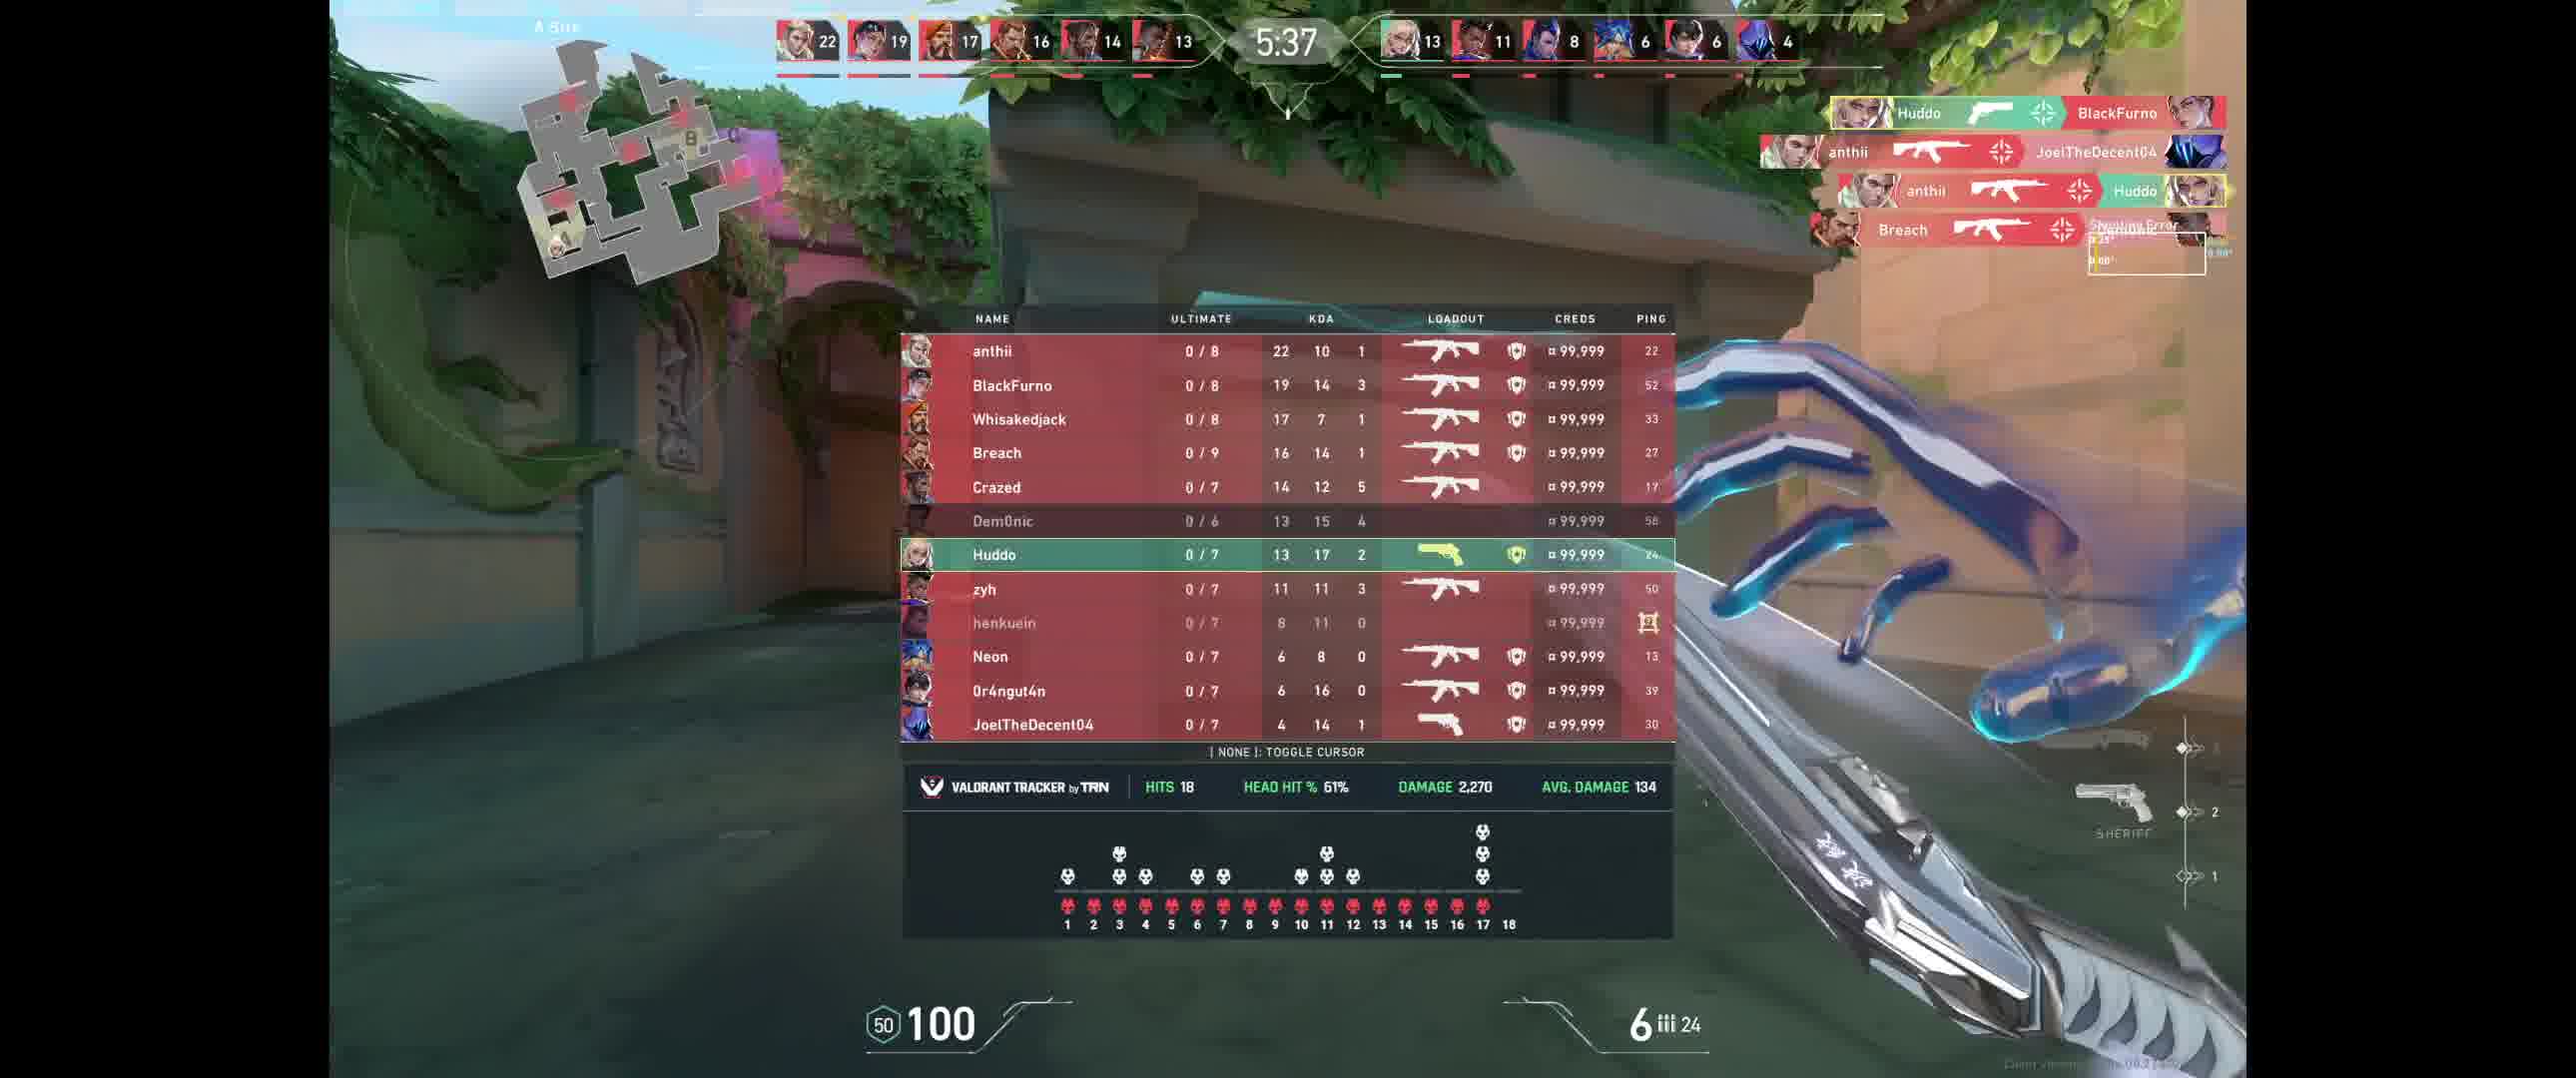 A Site
22 19 17 16 14 13 5:37 13 11 8 6 6 4
Huddo BlackFurno
anthii JoelTheDecent04
anthii Huddo
Breach
Shooting Error
B C
A
NAME ULTIMATE KDA LOADOUT CREDS PING
anthii 0 / 8 22 10 1 ¤ 99,999 22
BlackFurno 0 / 8 19 14 3 ¤ 99,999 52
Whisakedjack 0 / 8 17 7 1 ¤ 99,999 33
Breach 0 / 9 16 14 1 ¤ 99,999 27
Crazed 0 / 7 14 12 5 ¤ 99,999 17
Dem0nic 0 / 6 13 15 4 ¤ 99,999 58
Huddo 0 / 7 13 17 2 ¤ 99,999 24
zyh 0 / 7 11 11 3 ¤ 99,999 50
henkuein 0 / 7 8 11 0 ¤ 99,999
Neon 0 / 7 6 8 0 ¤ 99,999 13
0r4ngut4n 0 / 7 6 16 0 ¤ 99,999 39
JoelTheDecent04 0 / 7 4 14 1 ¤ 99,999 30
[ NONE ]: TOGGLE CURSOR
VALORANT TRACKER by TRN HITS 18 HEAD HIT % 61% DAMAGE 2,270 AVG. DAMAGE 134
1 2 3 4 5 6 7 8 9 10 11 12 13 14 15 16 17 18
2
SHERIFF
1
50 100
6 24